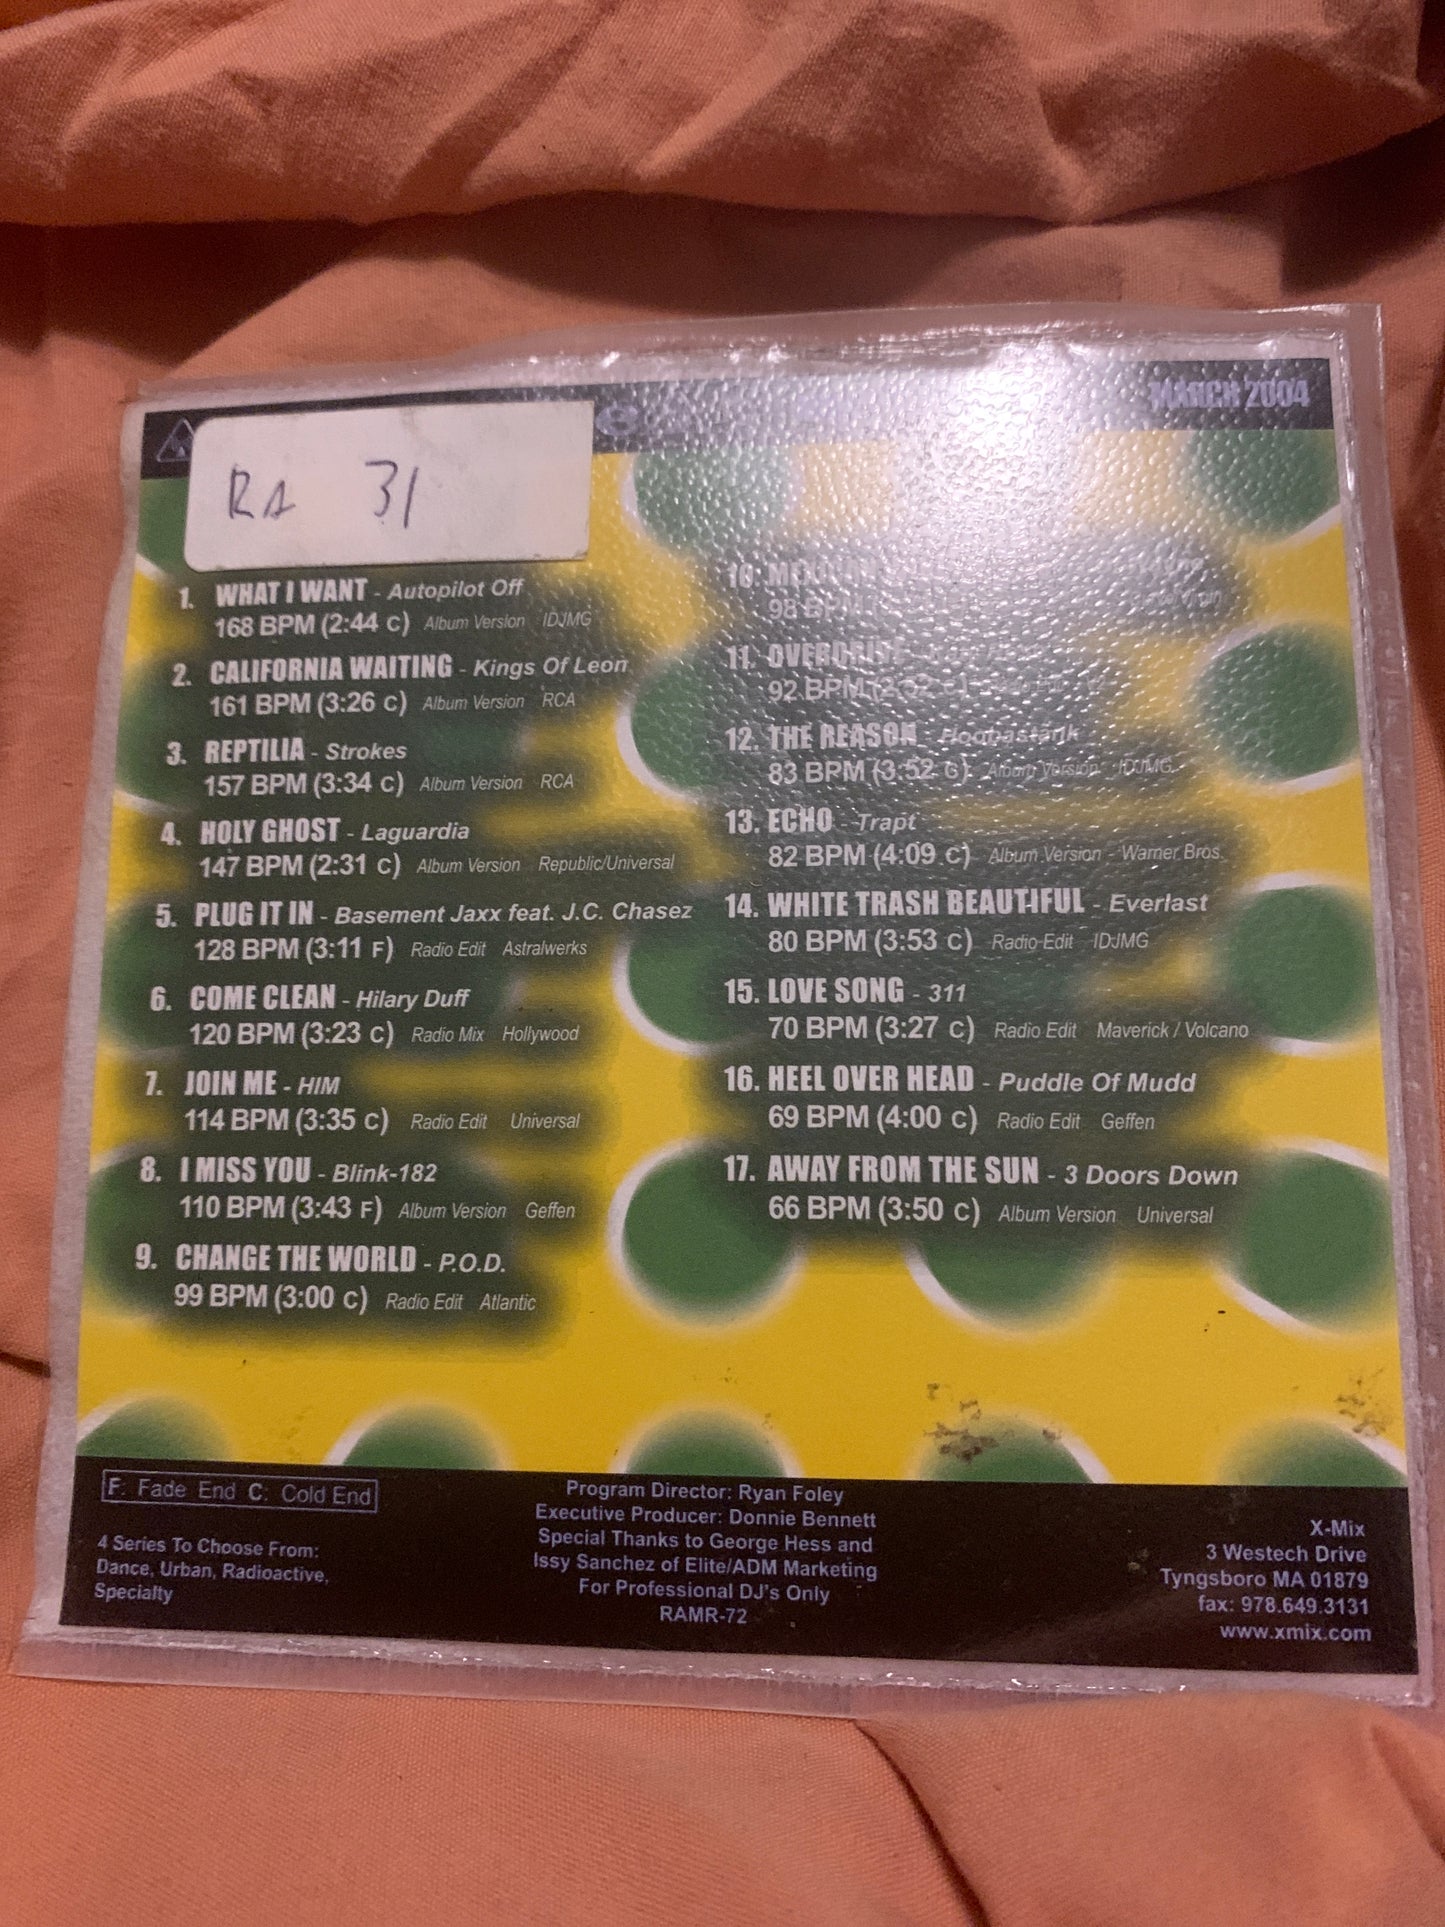 MARCH 2004
RA 31
1. WHAT I WANT - Autopilot Off
168 BPM (2:44 C) Album Version IDJMG
2. CALIFORNIA WAITING - Kings Of Leon
161 BPM (3:26 C) Album Version RCA
3. REPTILIA - Strokes
157 BPM (3:34 C) Album Version RCA
4. HOLY GHOST - Laguardia
147 BPM (2:31 C) Album Version Republic/Universal
5. PLUG IT IN - Basement Jaxx feat. J.C. Chasez
128 BPM (3:11 F) Radio Edit Astralwerks
6. COME CLEAN - Hilary Duff
120 BPM (3:23 C) Radio Mix Hollywood
7. JOIN ME - HIM
114 BPM (3:35 C) Radio Edit Universal
8. I MISS YOU - Blink-182
110 BPM (3:43 F) Album Version Geffen
9. CHANGE THE WORLD - P.O.D.
99 BPM (3:00 C) Radio Edit Atlantic
10.
98 BPM
11. OVERDRIVE
92 BPM (2:52 C)
12. THE REASON - Hoobastank
83 BPM (3:52 C) Album Version IDJMG
13. ECHO - Trapt
82 BPM (4:09 C) Album Version - Warner Bros.
14. WHITE TRASH BEAUTIFUL - Everlast
80 BPM (3:53 C) Radio Edit IDJMG
15. LOVE SONG - 311
70 BPM (3:27 C) Radio Edit Maverick / Volcano
16. HEEL OVER HEAD - Puddle Of Mudd
69 BPM (4:00 C) Radio Edit Geffen
17. AWAY FROM THE SUN - 3 Doors Down
66 BPM (3:50 C) Album Version Universal
F: Fade End C: Cold End
4 Series To Choose From:
Dance, Urban, Radioactive,
Specialty
Program Director: Ryan Foley
Executive Producer: Donnie Bennett
Special Thanks to George Hess and
Issy Sanchez of Elite/ADM Marketing
For Professional DJ's Only
RAMR-72
X-Mix
3 Westech Drive
Tyngsboro MA 01879
fax: 978.649.3131
www.xmix.com